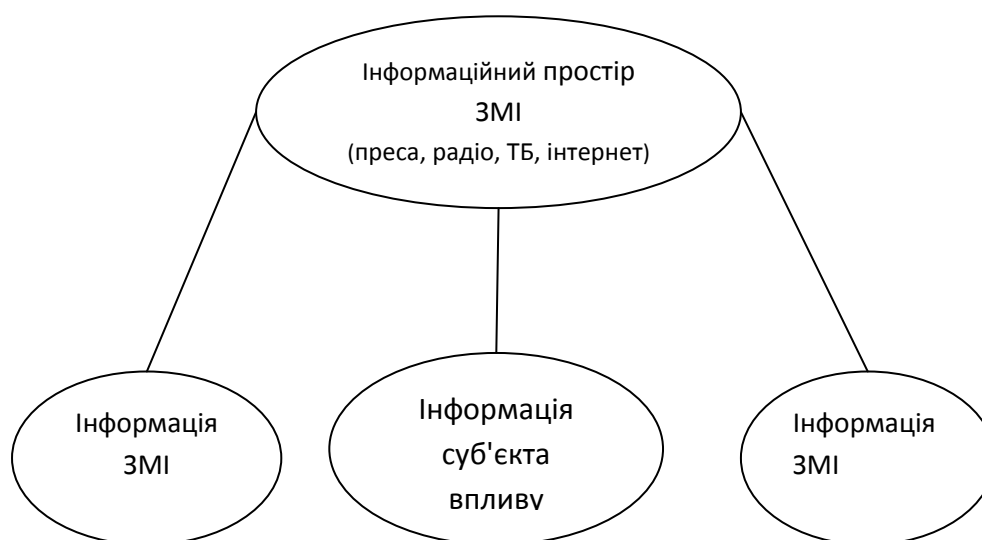 Інформаційний простір
ЗМІ
(преса, радіо, ТБ, інтернет)
Інформація
ЗМІ
Інформація
суб'єкта
впливу
Інформація
ЗМІ